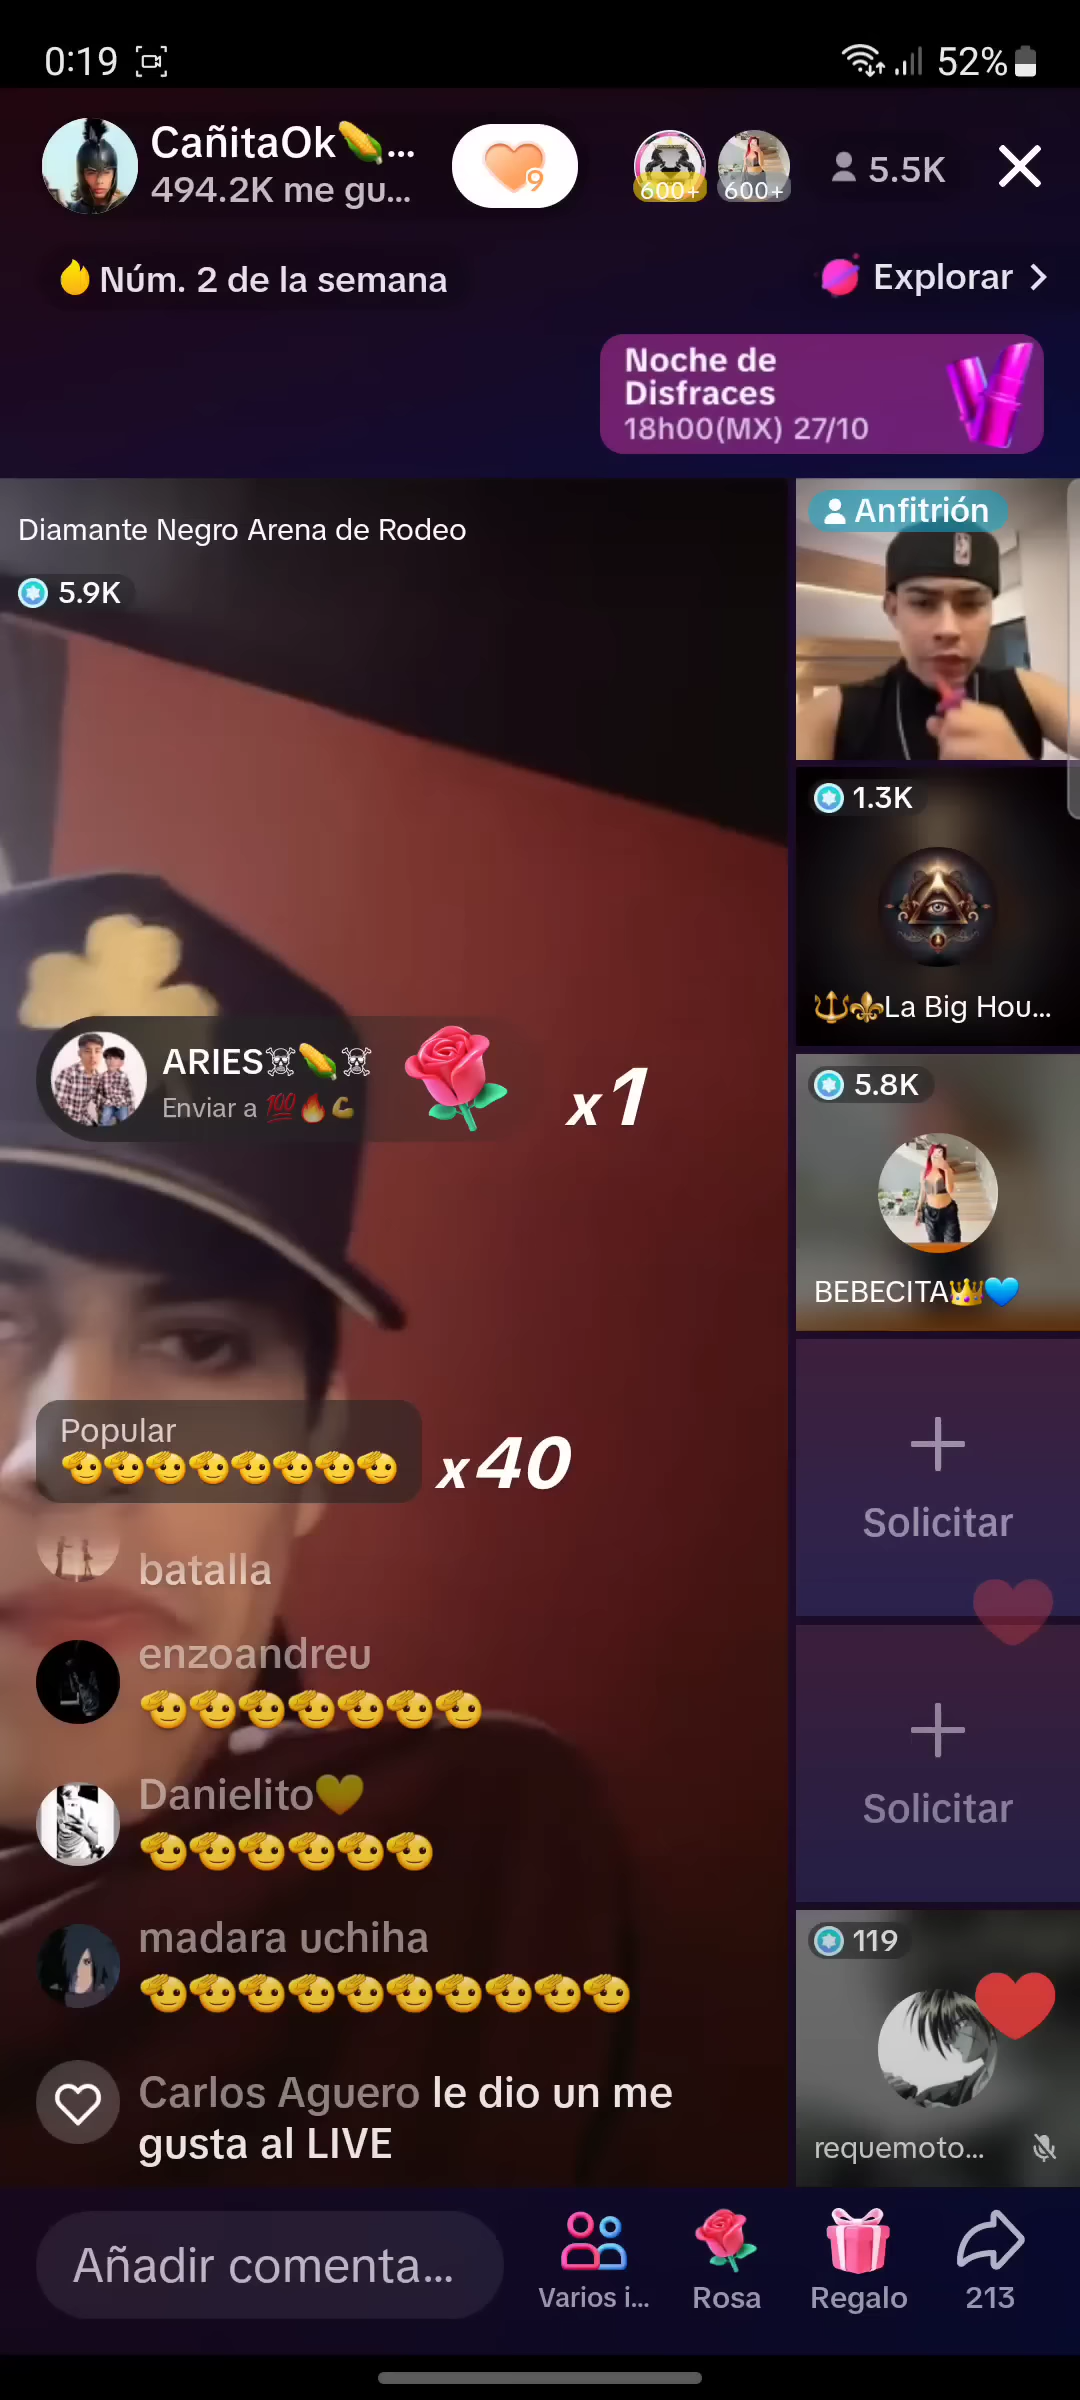 0:19
52%
CañitaOk🌽...
494.2K me gu...
9
600+
600+
5.5K
Núm. 2 de la semana
Explorar
Noche de
Disfraces
18h00(MX) 27/10
Diamante Negro Arena de Rodeo
5.9K
Anfitrión
1.3K
🔱⚜️La Big Hou...
ARIES☠️🌽☠️
Enviar a 💯🔥💪
x1
5.8K
BEBECITA👑💙
Popular
🫡🫡🫡🫡🫡🫡🫡🫡
x40
Solicitar
batalla
enzoandreu
🫡🫡🫡🫡🫡🫡🫡
Danielito💛
🫡🫡🫡🫡🫡🫡
Solicitar
madara uchiha
🫡🫡🫡🫡🫡🫡🫡🫡🫡🫡
119
Carlos Aguero le dio un me
gusta al LIVE
requemoto...
Añadir comenta...
Varios i...
Rosa
Regalo
213